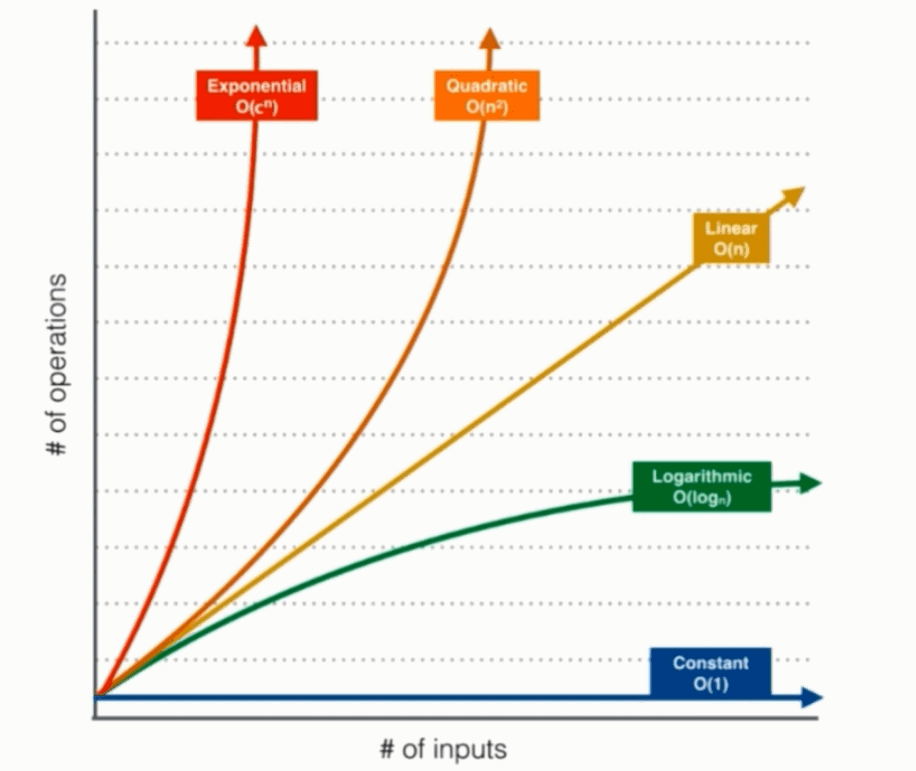 Exponential
O(cⁿ)
Quadratic
O(n²)
Linear
O(n)
# of operations
Logarithmic
O(logₙ)
Constant
O(1)
# of inputs